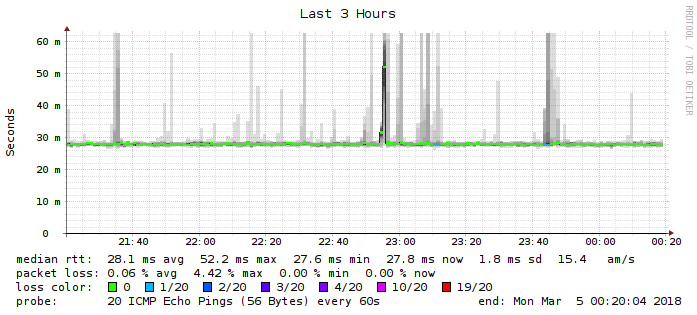 Last 3 Hours
RRDTOOL / TOBI OETIKER
Seconds
60 m
50 m
40 m
30 m
20 m
10 m
0
21:40 22:00 22:20 22:40 23:00 23:20 23:40 00:00 00:20
median rtt: 28.1 ms avg 52.2 ms max 27.6 ms min 27.8 ms now 1.8 ms sd 15.4 am/s
packet loss: 0.06 % avg 4.42 % max 0.00 % min 0.00 % now
loss color: 0 1/20 2/20 3/20 4/20 10/20 19/20
probe: 20 ICMP Echo Pings (56 Bytes) every 60s end: Mon Mar 5 00:20:04 2018